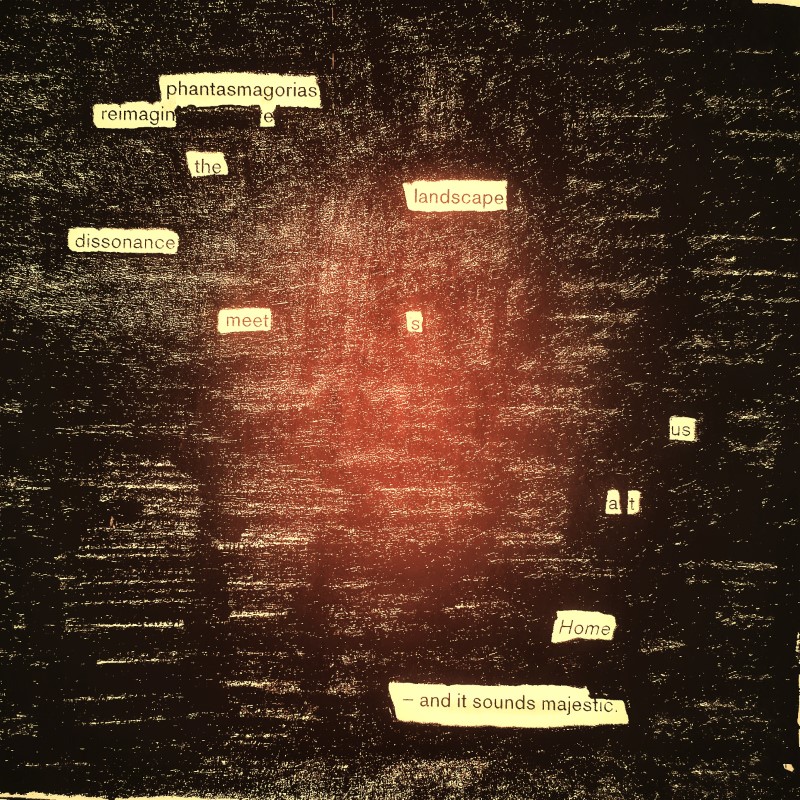 phantasmagorias
reimagin e
the
landscape
dissonance
meet s
us
a t
Home
– and it sounds majestic.